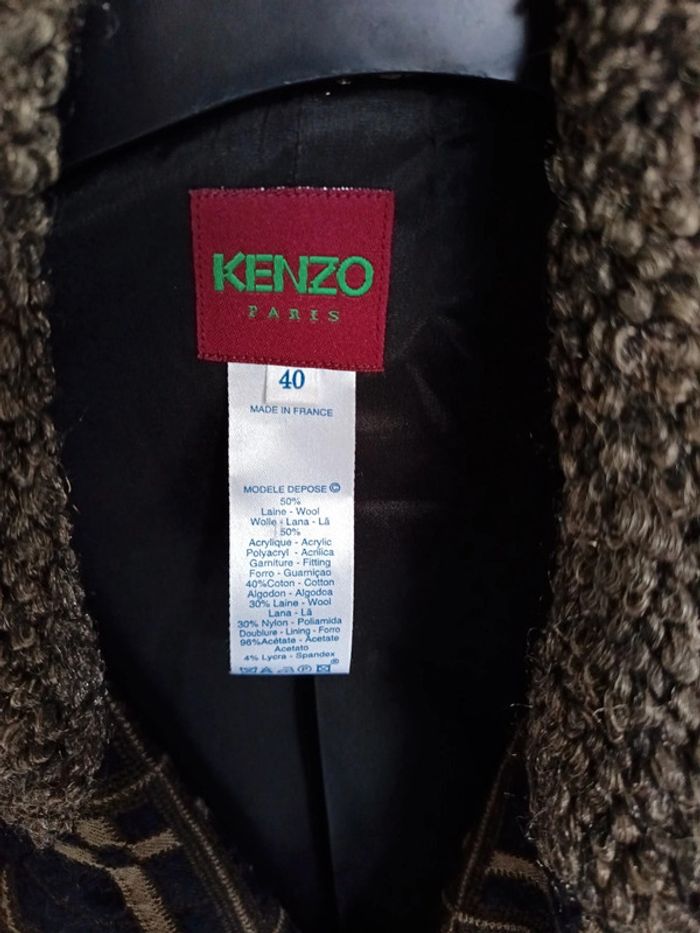 KENZO
PARIS
40
MADE IN FRANCE
MODELE DEPOSE ©
50%
Laine - Wool
Wolle - Lana - Lã
50%
Acrylique - Acrylic
Polyacryl - Acrilica
Garniture - Fitting
Forro - Guarniçao
40%Coton - Cotton
Algodon - Algodoa
30% Laine - Wool
Lana - Lã
30% Nylon - Poliamida
Doublure - Lining - Forro
96%Acétate - Acetate
Acetato
4% Lycra - Spandex
®